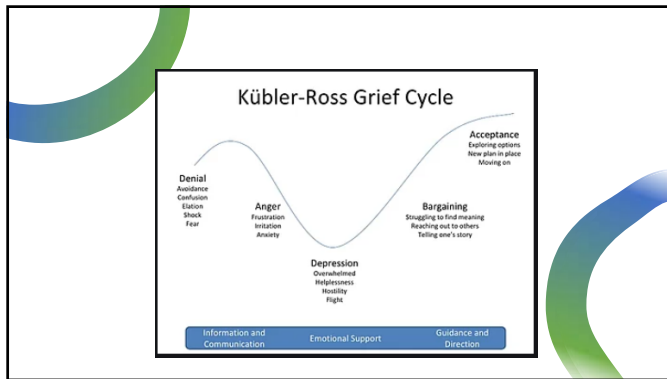 Kübler-Ross Grief Cycle
Denial
Avoidance
Confusion
Elation
Shock
Fear
Anger
Frustration
Irritation
Anxiety
Depression
Overwhelmed
Helplessness
Hostility
Flight
Bargaining
Struggling to find meaning
Reaching out to others
Telling one's story
Acceptance
Exploring options
New plan in place
Moving on
Information and
Communication
Emotional Support
Guidance and
Direction